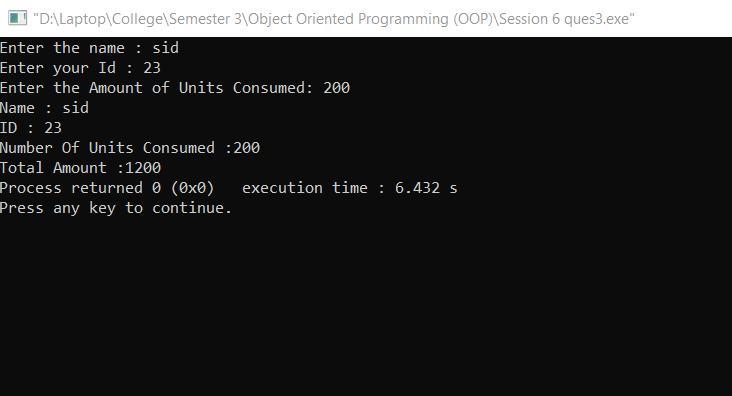 "D:\Laptop\College\Semester 3\Object Oriented Programming (OOP)\Session 6 ques3.exe"
Enter the name : sid
Enter your Id : 23
Enter the Amount of Units Consumed: 200
Name : sid
ID : 23
Number Of Units Consumed :200
Total Amount :1200
Process returned 0 (0x0)   execution time : 6.432 s
Press any key to continue.